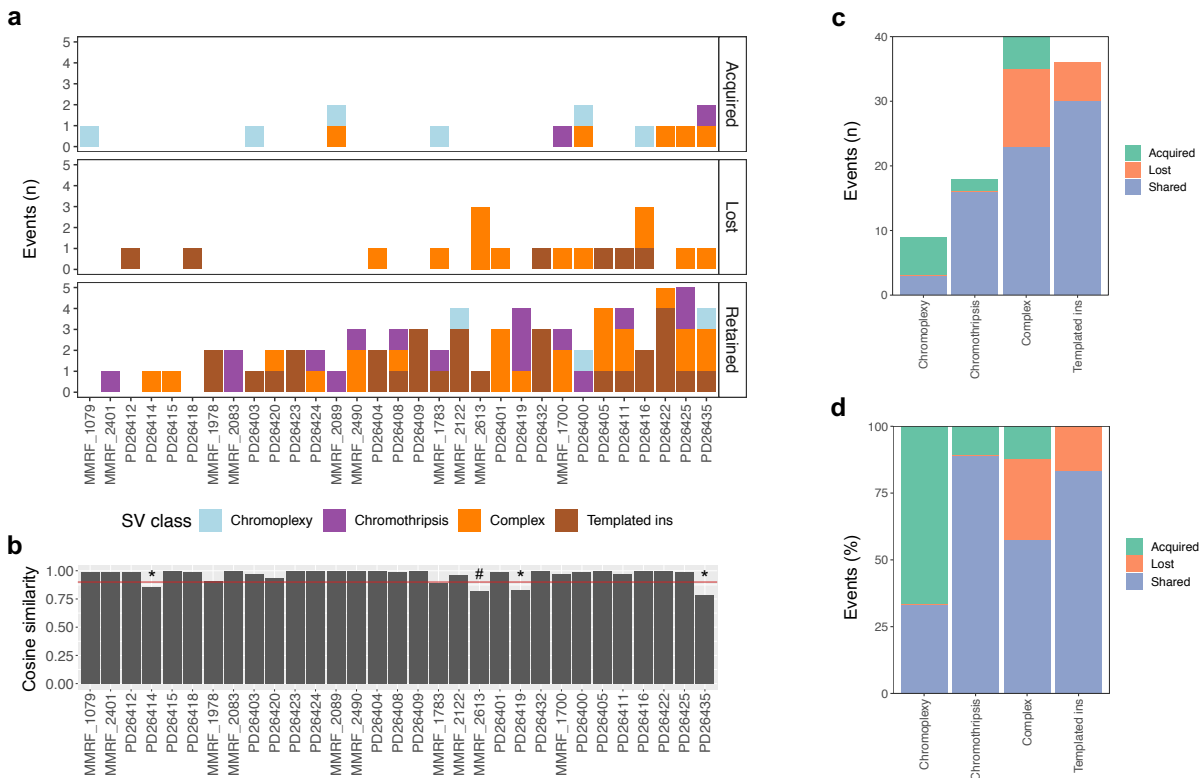 a
5
4
3
2
1
0
Acquired
5
4
3
2
1
0
Lost
5
4
3
2
1
0
Retained
Events (n)
MMRF_1079
MMRF_2401
PD26412
PD26414
PD26415
PD26418
MMRF_1978
MMRF_2083
PD26403
PD26420
PD26423
PD26424
MMRF_2089
MMRF_2490
PD26404
PD26408
PD26409
MMRF_1783
MMRF_2122
MMRF_2613
PD26401
PD26419
PD26432
MMRF_1700
PD26400
PD26405
PD26411
PD26416
PD26422
PD26425
PD26435
SV class Chromoplexy Chromothripsis Complex Templated ins
b
Cosine similarity
1.00
0.75
0.50
0.25
0.00
* # * *
MMRF_1079
MMRF_2401
PD26412
PD26414
PD26415
PD26418
MMRF_1978
MMRF_2083
PD26403
PD26420
PD26423
PD26424
MMRF_2089
MMRF_2490
PD26404
PD26408
PD26409
MMRF_1783
MMRF_2122
MMRF_2613
PD26401
PD26419
PD26432
MMRF_1700
PD26400
PD26405
PD26411
PD26416
PD26422
PD26425
PD26435
c
Events (n)
40
30
20
10
0
Chromoplexy
Chromothripsis
Complex
Templated ins
Acquired
Lost
Shared
d
Events (%)
100
75
50
25
0
Chromoplexy
Chromothripsis
Complex
Templated ins
Acquired
Lost
Shared